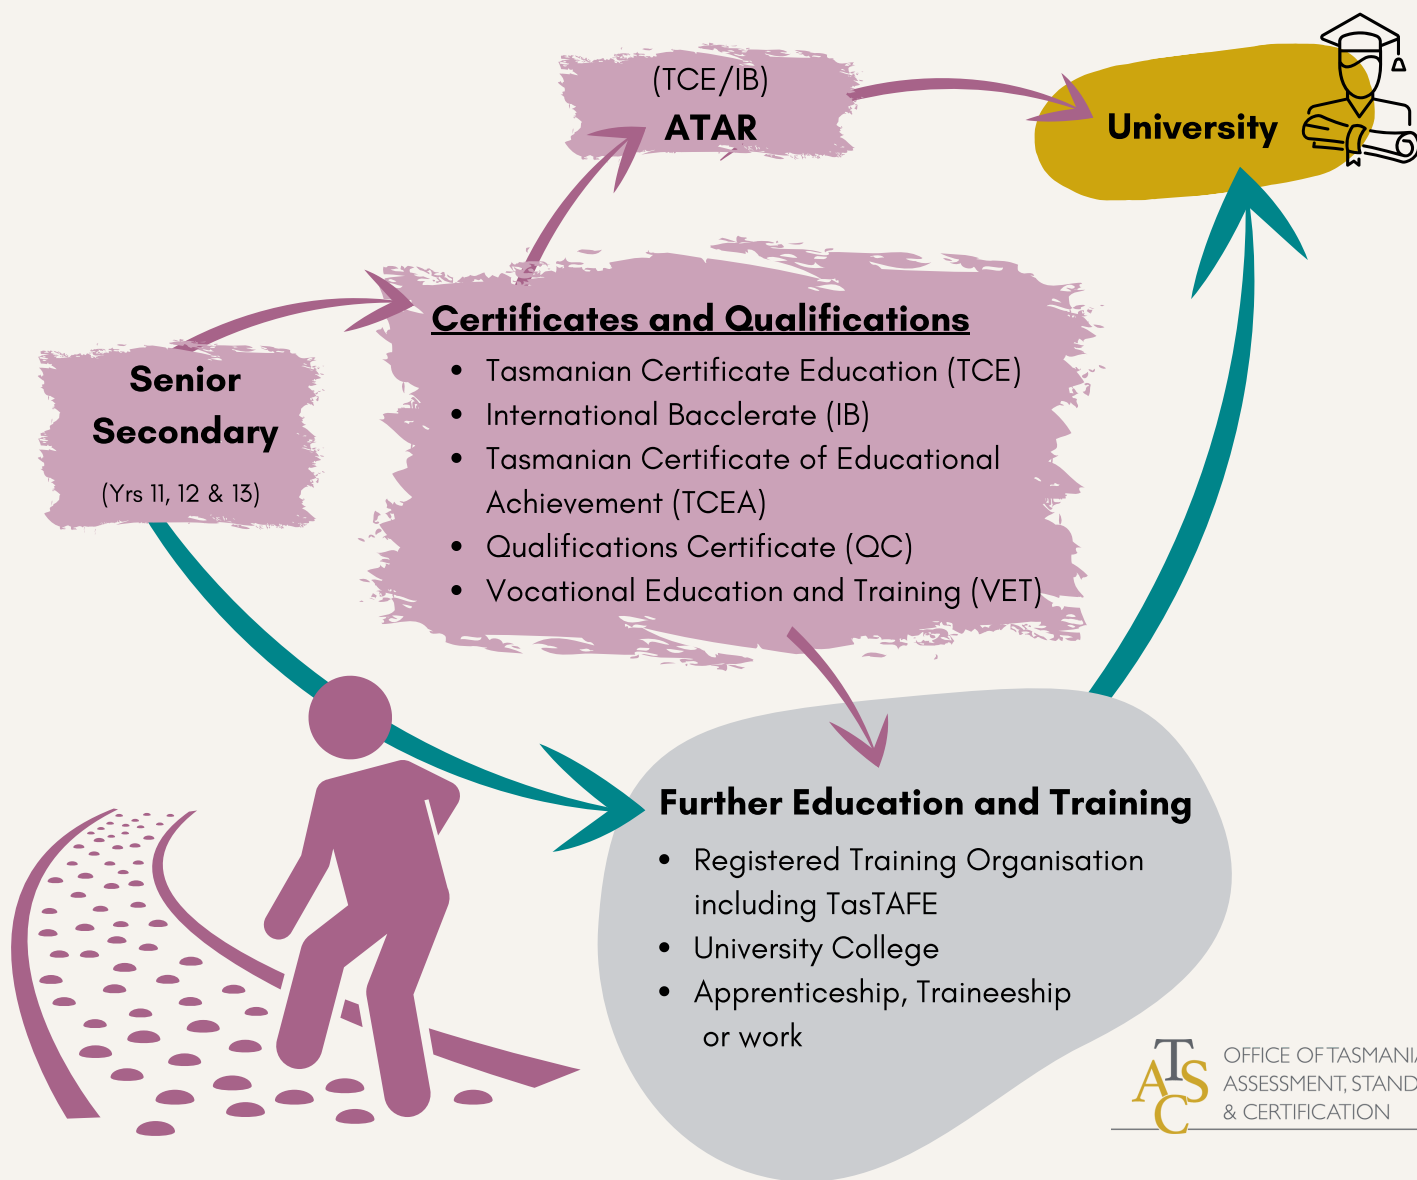 (TCE/IB)
ATAR
University
Certificates and Qualifications
• Tasmanian Certificate Education (TCE)
• International Bacclerate (IB)
• Tasmanian Certificate of Educational
Achievement (TCEA)
• Qualifications Certificate (QC)
• Vocational Education and Training (VET)
Senior
Secondary
(Yrs 11, 12 & 13)
Further Education and Training
• Registered Training Organisation
including TasTAFE
• University College
• Apprenticeship, Traineeship
or work
TASC
OFFICE OF TASMANIA
ASSESSMENT, STAND
& CERTIFICATION